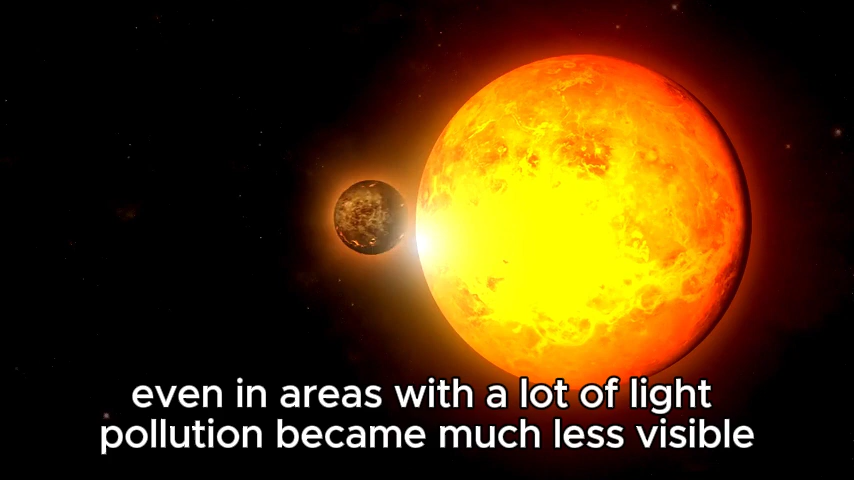 even in areas with a lot of light
pollution became much less visible